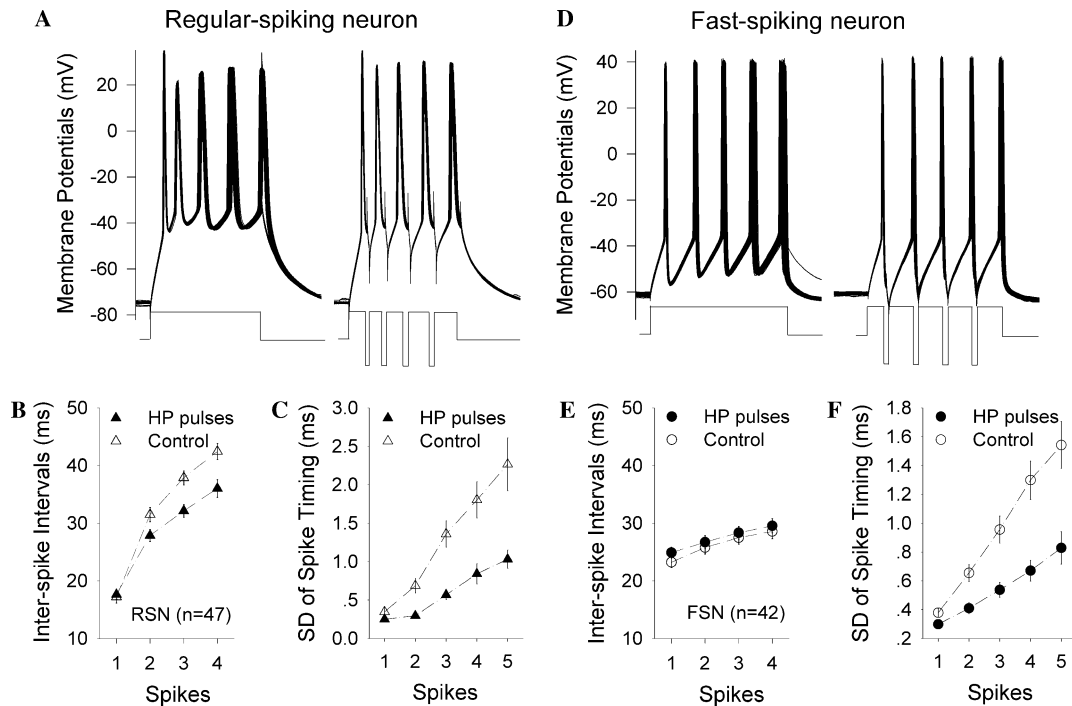 A
Regular-spiking neuron
Membrane Potentials (mV)
20
0
-20
-40
-60
-80
D
Fast-spiking neuron
Membrane Potentials (mV)
40
20
0
-20
-40
-60
B
Inter-spike Intervals (ms)
50
40
30
20
10
HP pulses
Control
RSN (n=47)
1 2 3 4
Spikes
C
SD of Spike Timing (ms)
3.0
2.5
2.0
1.5
1.0
.5
0.0
HP pulses
Control
1 2 3 4 5
Spikes
E
Inter-spike Intervals (ms)
50
40
30
20
10
HP pulses
Control
FSN (n=42)
1 2 3 4
Spikes
F
SD of Spike Timing (ms)
1.8
1.6
1.4
1.2
1.0
.8
.6
.4
.2
HP pulses
Control
1 2 3 4 5
Spikes